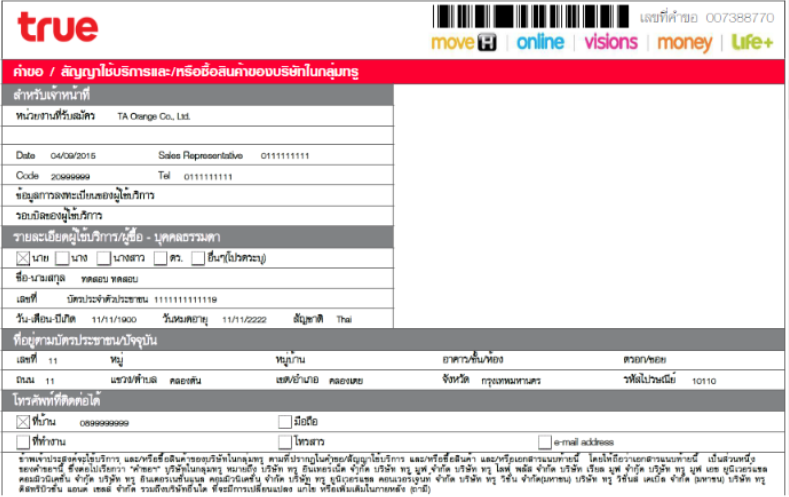 true
เลขที่คำขอ 007388770
move H | online | visions | money | Life+
คำขอ / สัญญาใช้บริการและ/หรือซื้อสินค้าของบริษัทในกลุ่มทรู
สำหรับเจ้าหน้าที่
หน่วยงานที่รับสมัคร TA Orange Co., Ltd.
Date 04/09/2015 Sales Representative 0111111111
Code 20999999 Tel 0111111111
ข้อมูลการลงทะเบียนของผู้ใช้บริการ
รอบบิลของผู้ใช้บริการ
รายละเอียดผู้ใช้บริการ/ผู้ซื้อ - บุคคลธรรมดา
นาย นาง นางสาว ดร. อื่นๆ(โปรดระบุ)
ชื่อ-นามสกุล ทดสอบ ทดสอบ
เลขที่ บัตรประจำตัวประชาชน 1111111111119
วัน-เดือน-ปีเกิด 11/11/1900 วันหมดอายุ 11/11/2222 สัญชาติ Thai
ที่อยู่ตามบัตรประชาชน/ปัจจุบัน
เลขที่ 11 หมู่ หมู่บ้าน อาคาร/ชั้น/ห้อง ตรอก/ซอย
ถนน 11 แขวง/ตำบล คลองตัน เขต/อำเภอ คลองเตย จังหวัด กรุงเทพมหานคร รหัสไปรษณีย์ 10110
โทรศัพท์ที่ติดต่อได้
ที่บ้าน 0899999999 มือถือ
ที่ทำงาน โทรสาร e-mail address
ข้าพเจ้าประสงค์จะใช้บริการ และ/หรือซื้อสินค้าของบริษัทในกลุ่มทรู ตามที่ปรากฏในคำขอ/สัญญาใช้บริการ และ/หรือซื้อสินค้า และ/หรือเอกสารแนบท้ายนี้ โดยให้ถือว่าเอกสารแนบท้ายนี้ เป็นส่วนหนึ่ง
ของคำขอนี้ ซึ่งต่อไปเรียกว่า "คำขอฯ" บริษัทในกลุ่มทรู หมายถึง บริษัท ทรู อินเทอร์เน็ต จำกัด บริษัท ทรู มูฟ จำกัด บริษัท ทรู ไลฟ์ พลัส จำกัด บริษัท เรียล มูฟ จำกัด บริษัท ทรู มูฟ เอช ยูนิเวอร์แซล
คอมมิวนิเคชั่น จำกัด บริษัท ทรู อินเตอร์เนชั่นแนล คอมมิวนิเคชั่น จำกัด บริษัท ทรู ยูนิเวอร์แซล คอนเวอร์เจ้นซ์ จำกัด บริษัท ทรู วิชั่น จำกัด(มหาชน) บริษัท ทรู วิชั่นส์ เคเบิ้ล จำกัด (มหาชน) บริษัท ทรู
ดิสทริบิวชั่น แอนด์ เซลส์ จำกัด รวมถึงบริษัทอื่นใด ที่จะมีการเปลี่ยนแปลง แก้ไข หรือเพิ่มเติมในภายหลัง (ถ้ามี)